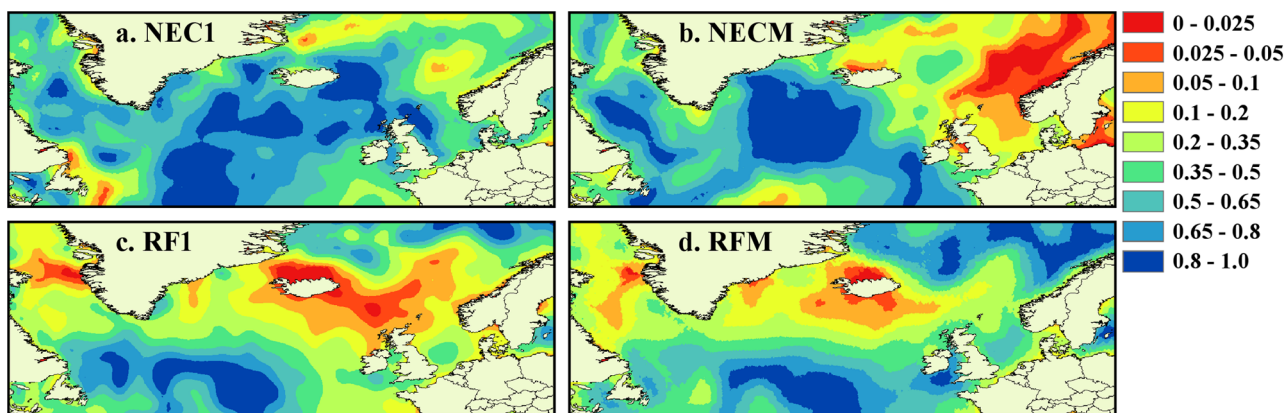 a. NEC1
b. NECM
c. RF1
d. RFM
0 - 0.025
0.025 - 0.05
0.05 - 0.1
0.1 - 0.2
0.2 - 0.35
0.35 - 0.5
0.5 - 0.65
0.65 - 0.8
0.8 - 1.0